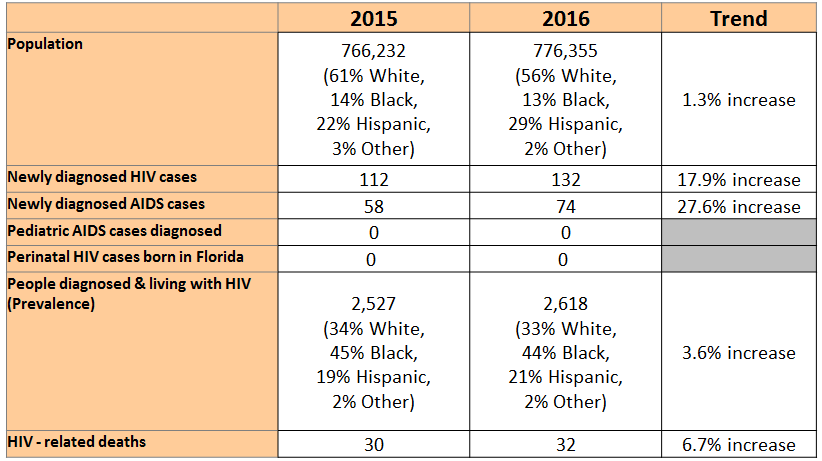 2015 2016 Trend
Population 766,232 776,355
(61% White, (56% White,
14% Black, 13% Black, 1.3% increase
22% Hispanic, 29% Hispanic,
3% Other) 2% Other)
Newly diagnosed HIV cases 112 132 17.9% increase
Newly diagnosed AIDS cases 58 74 27.6% increase
Pediatric AIDS cases diagnosed 0 0
Perinatal HIV cases born in Florida 0 0
People diagnosed & living with HIV
(Prevalence) 2,527 2,618
(34% White, (33% White,
45% Black, 44% Black, 3.6% increase
19% Hispanic, 21% Hispanic,
2% Other) 2% Other)
HIV - related deaths 30 32 6.7% increase